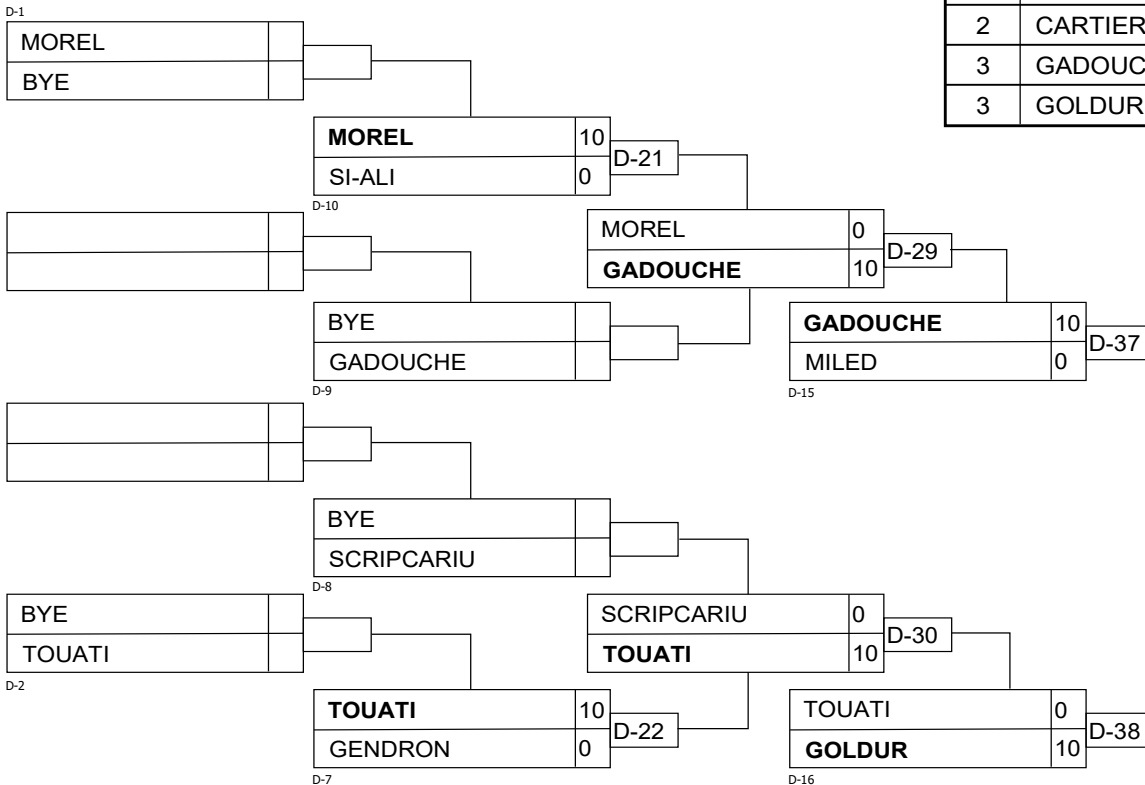 D-1
MOREL
BYE
2 CARTIER
3
3 GOLDUR
MOREL 10
SI-ALI 0
D-21
D-10
MOREL 0
GADOUCHE 10
D-29
BYE
GADOUCHE
D-9
GADOUCHE 10
MILED 0
D-37
D-15
BYE
SCRIPCARIU
D-8
BYE
TOUATI
D-2
SCRIPCARIU 0
TOUATI 10
D-30
TOUATI 10
GENDRON 0
D-22
D-7
TOUATI 0
GOLDUR 10
D-38
D-16